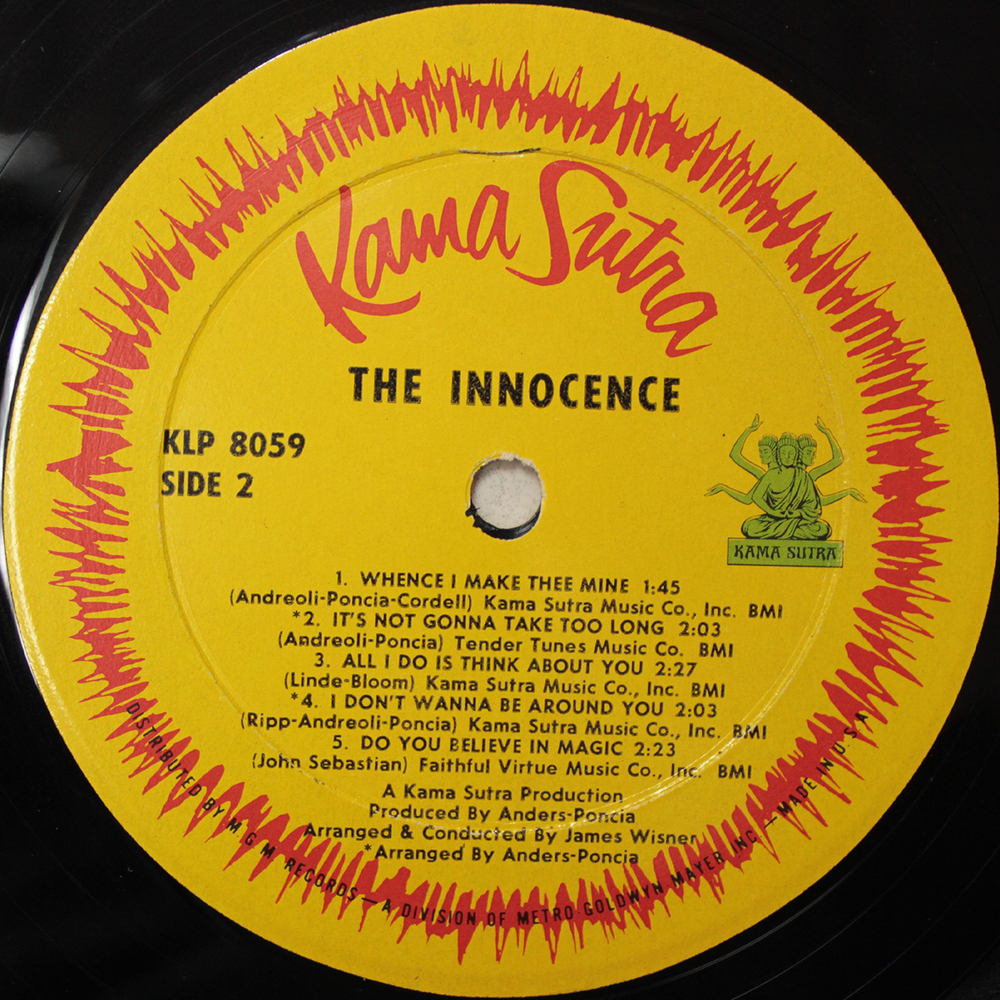 Kama Sutra
THE INNOCENCE
KLP 8059
SIDE 2
KAMA SUTRA
1. WHENCE I MAKE THEE MINE 1:45
(Andreoli-Poncia-Cordell) Kama Sutra Music Co., Inc. BMI
*2. IT'S NOT GONNA TAKE TOO LONG 2:03
(Andreoli-Poncia) Tender Tunes Music Co. BMI
3. ALL I DO IS THINK ABOUT YOU 2:27
(Linde-Bloom) Kama Sutra Music Co., Inc. BMI
*4. I DON'T WANNA BE AROUND YOU 2:03
(Ripp-Andreoli-Poncia) Kama Sutra Music Co., Inc. BMI
5. DO YOU BELIEVE IN MAGIC 2:23
(John Sebastian) Faithful Virtue Music Co., Inc. BMI
A Kama Sutra Production
Produced By Anders-Poncia
Arranged & Conducted By James Wisner
*Arranged By Anders-Poncia
DISTRIBUTED BY M G M RECORDS—A DIVISION OF METRO-GOLDWYN MAYER INC.—MADE IN U.S.A